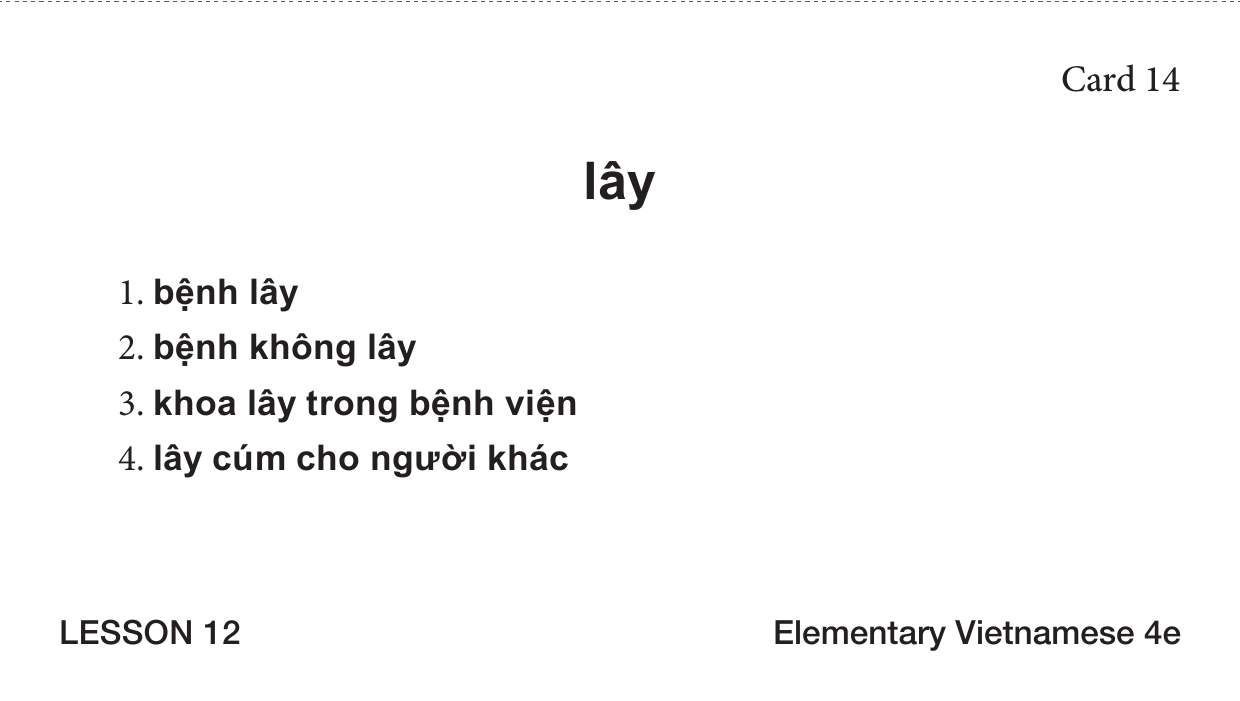 Card 14
lây
1. bệnh lây
2. bệnh không lây
3. khoa lây trong bệnh viện
4. lây cúm cho người khác
LESSON 12
Elementary Vietnamese 4e